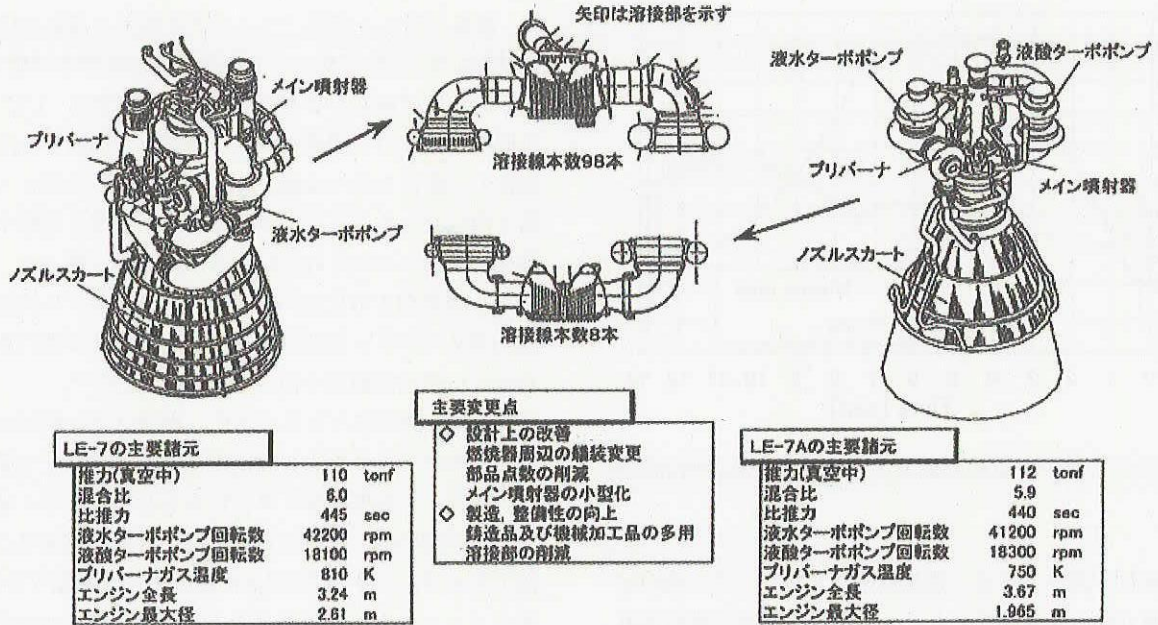 矢印は溶接部を示す
メイン噴射器
プリバーナ
液水ターボポンプ
ノズルスカート
溶接線本数98本
溶接線本数8本
液水ターボポンプ
液酸ターボポンプ
プリバーナ
メイン噴射器
ノズルスカート
LE-7の主要諸元
推力(真空中) 110 tonf
混合比 6.0
比推力 445 sec
液水ターボポンプ回転数 42200 rpm
液酸ターボポンプ回転数 18100 rpm
プリバーナガス温度 810 K
エンジン全長 3.24 m
エンジン最大径 2.61 m
主要変更点
◇ 設計上の改善
燃焼器周辺の艤装変更
部品点数の削減
メイン噴射器の小型化
◇ 製造, 整備性の向上
鋳造品及び機械加工品の多用
溶接部の削減
LE-7Aの主要諸元
推力(真空中) 112 tonf
混合比 5.9
比推力 440 sec
液水ターボポンプ回転数 41200 rpm
液酸ターボポンプ回転数 18300 rpm
プリバーナガス温度 750 K
エンジン全長 3.67 m
エンジン最大径 1.965 m